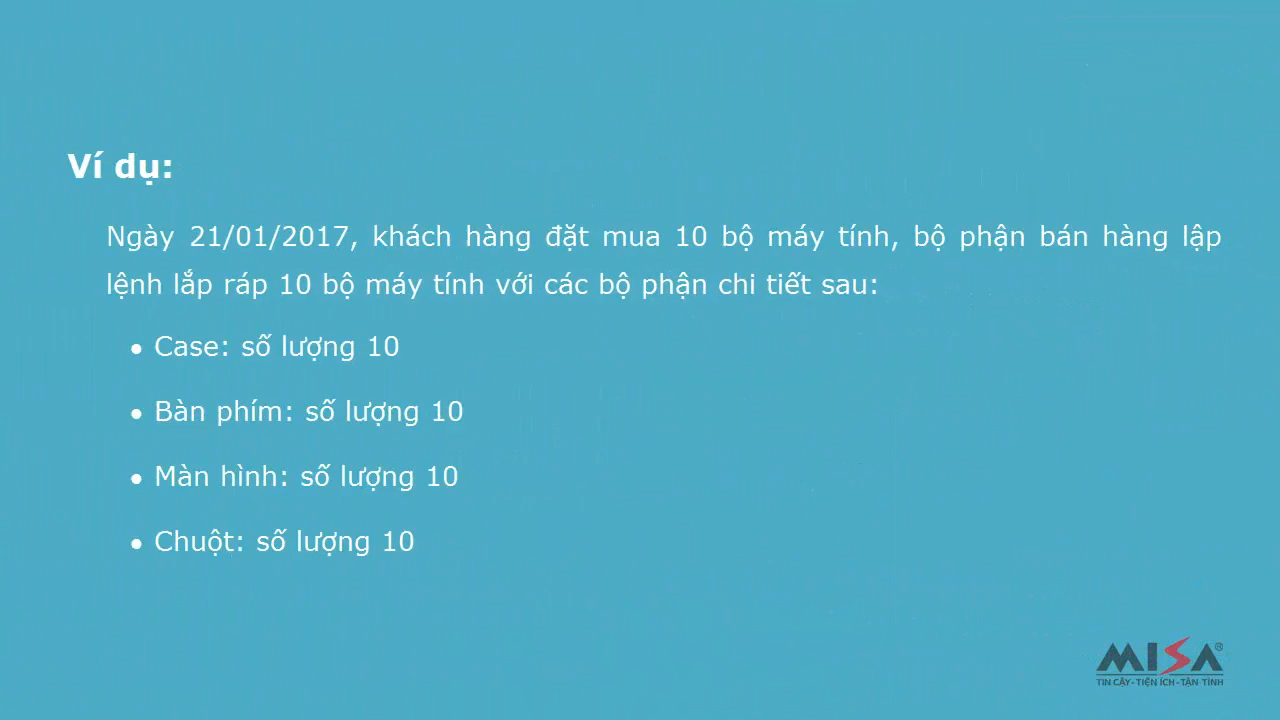 Ví dụ:
Ngày 21/01/2017, khách hàng đặt mua 10 bộ máy tính, bộ phận bán hàng lập
lệnh lắp ráp 10 bộ máy tính với các bộ phận chi tiết sau:
• Case: số lượng 10
• Bàn phím: số lượng 10
• Màn hình: số lượng 10
• Chuột: số lượng 10
MISA®
TIN CẬY - TIỆN ÍCH - TẬN TÌNH